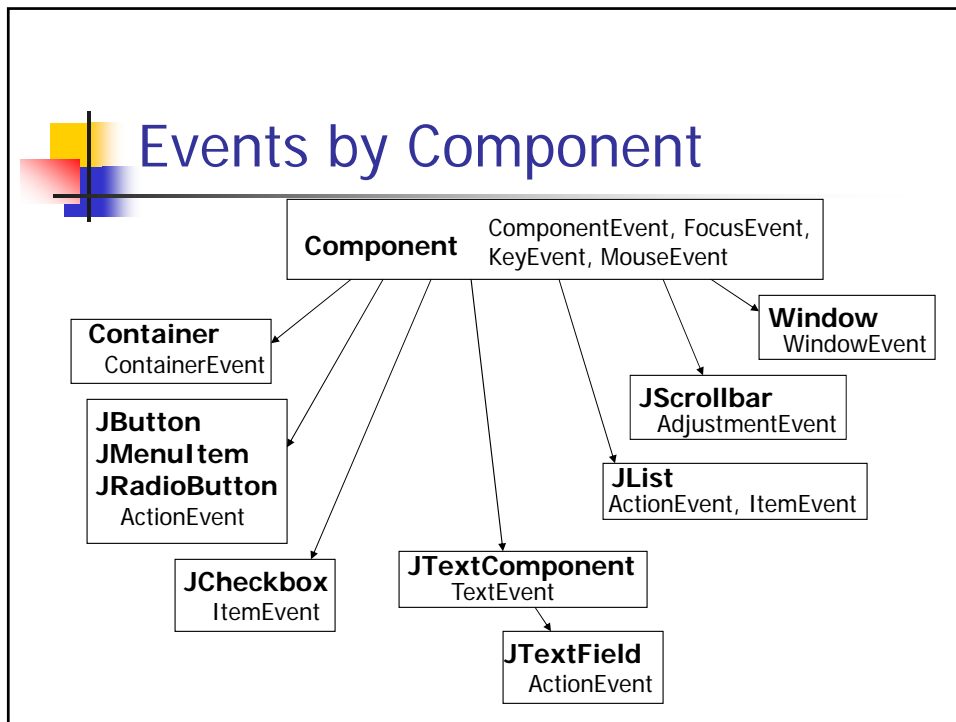 Events by Component
Component
ComponentEvent, FocusEvent,
KeyEvent, MouseEvent
Container
ContainerEvent
Window
WindowEvent
JButton
JMenuItem
JRadioButton
ActionEvent
JScrollbar
AdjustmentEvent
JList
ActionEvent, ItemEvent
JCheckbox
ItemEvent
JTextComponent
TextEvent
JTextField
ActionEvent